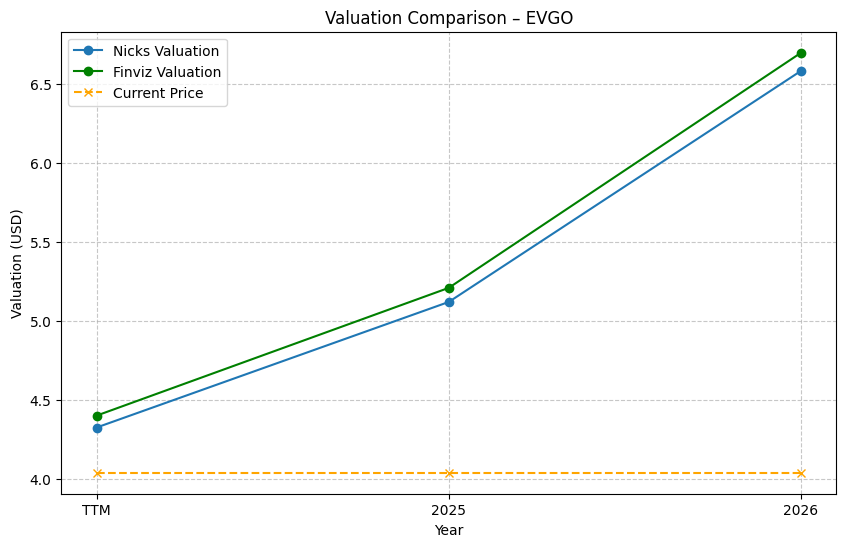 Valuation Comparison – EVGO
Nicks Valuation
Finviz Valuation
Current Price
Valuation (USD)
6.5
6.0
5.5
5.0
4.5
4.0
TTM
2025
2026
Year